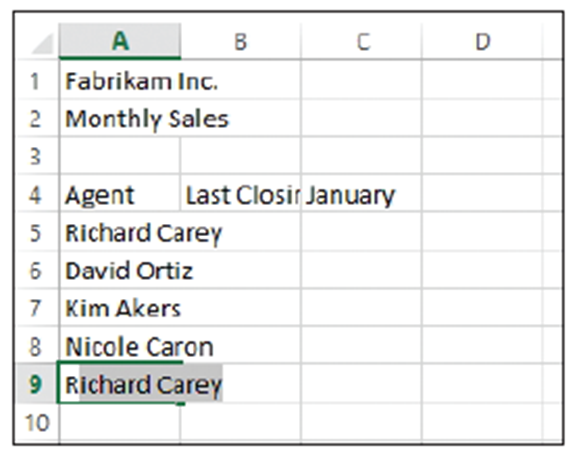 A B C D
1 Fabrikam Inc.
2 Monthly Sales
3
4 Agent Last Closin January
5 Richard Carey
6 David Ortiz
7 Kim Akers
8 Nicole Caron
9 Richard Carey
10